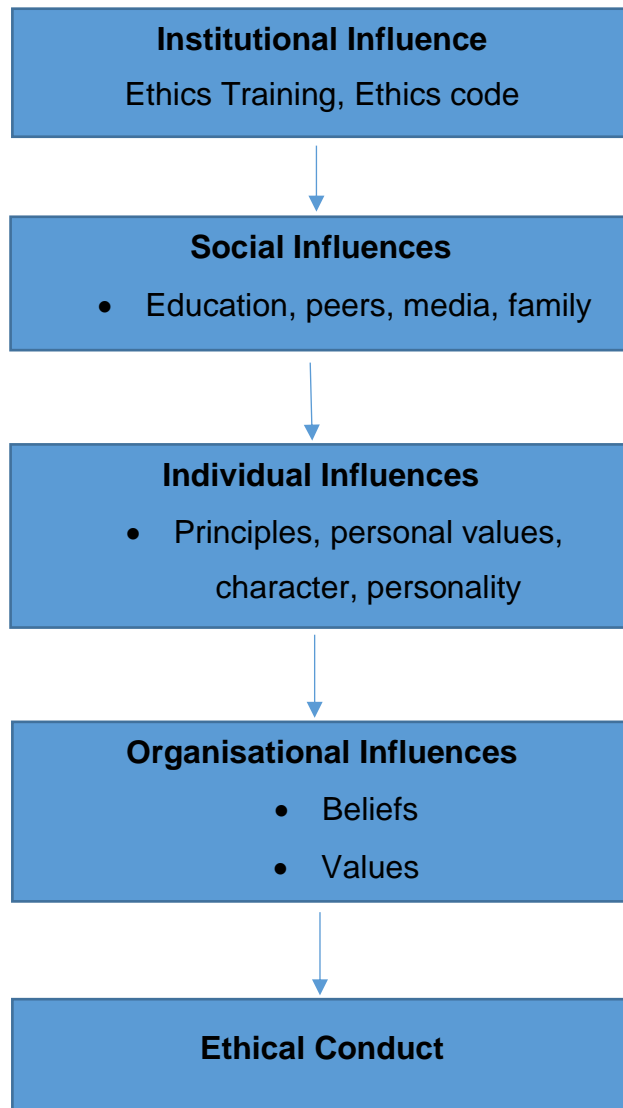 Institutional Influence
Ethics Training, Ethics code
Social Influences
• Education, peers, media, family
Individual Influences
• Principles, personal values,
character, personality
Organisational Influences
• Beliefs
• Values
Ethical Conduct